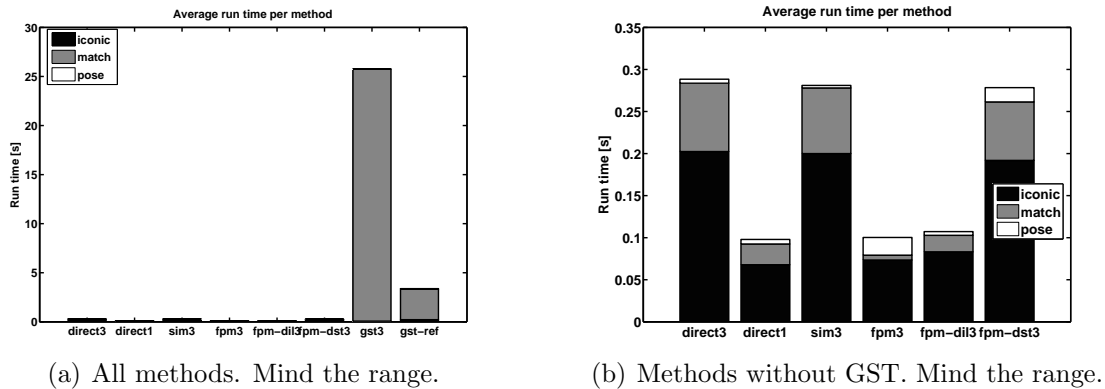 Average run time per method
30
25
20
15
10
5
0
Run time [s]
iconic
match
pose
direct3 direct1 sim3 fpm3 fpm-dil3 fpm-dst3 gst3 gst-ref
(a) All methods. Mind the range.
Average run time per method
0.35
0.3
0.25
0.2
0.15
0.1
0.05
0
Run time [s]
iconic
match
pose
direct3 direct1 sim3 fpm3 fpm-dil3 fpm-dst3
(b) Methods without GST. Mind the range.